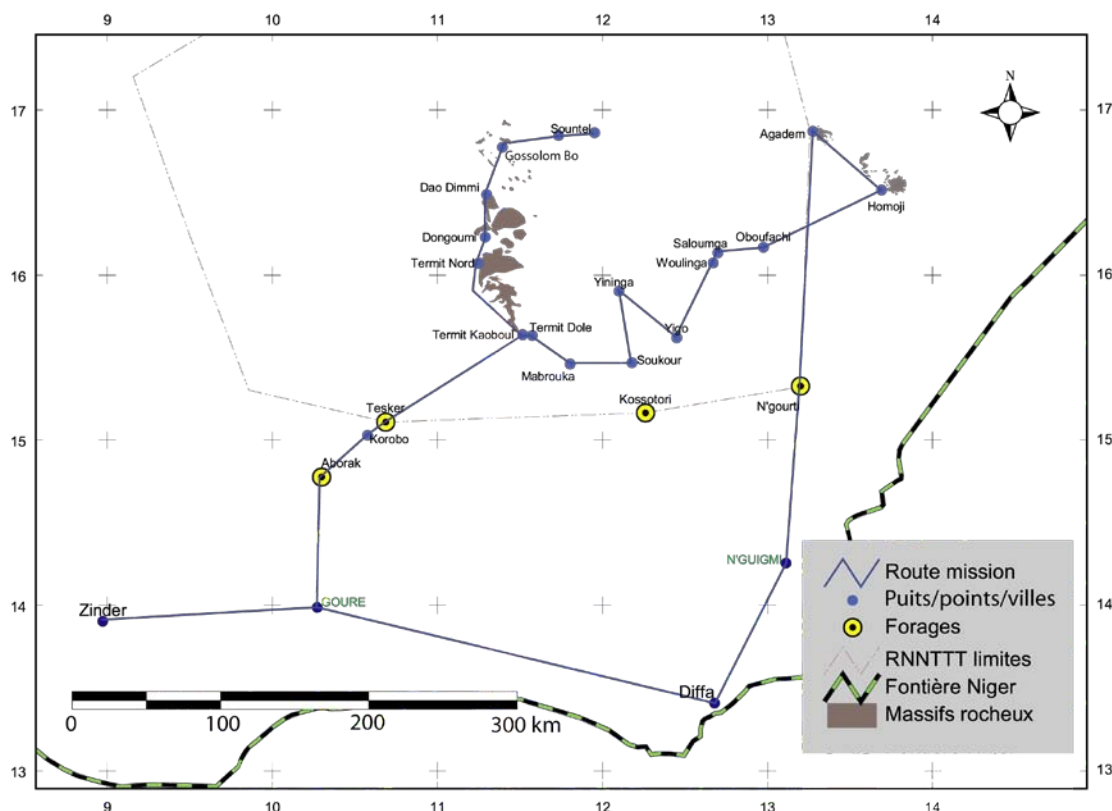 9 10 11 12 13 14
N
17 17
Sountel
Agadem
Gossolom Bo
Dao Dimmi
Homoji
Dongoumi
Saloumga Oboufachi
16 Termit Nord Woulinga 16
Yininga
Termit Kaoboul Termit Dole Yigo
Mabrouka Soukour
Tesker Kossotori N'gourti
15 Korobo 15
Aborak
N'GUIGMI
Zinder GOURE
14 14
Diffa
0 100 200 300 km
13 13
Route mission
Puits/points/villes
Forages
RNNTTT limites
Fontière Niger
Massifs rocheux
9 10 11 12 13 14